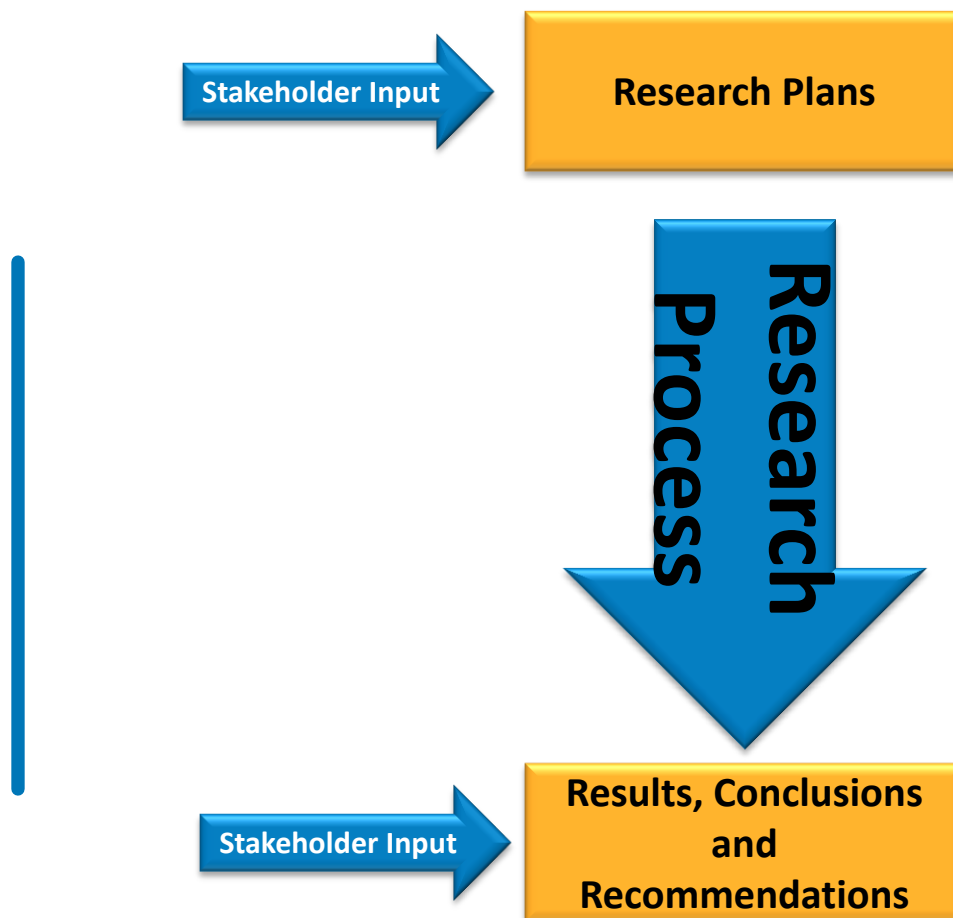 Stakeholder Input
Research Plans
Research
Process
Stakeholder Input
Results, Conclusions
and
Recommendations